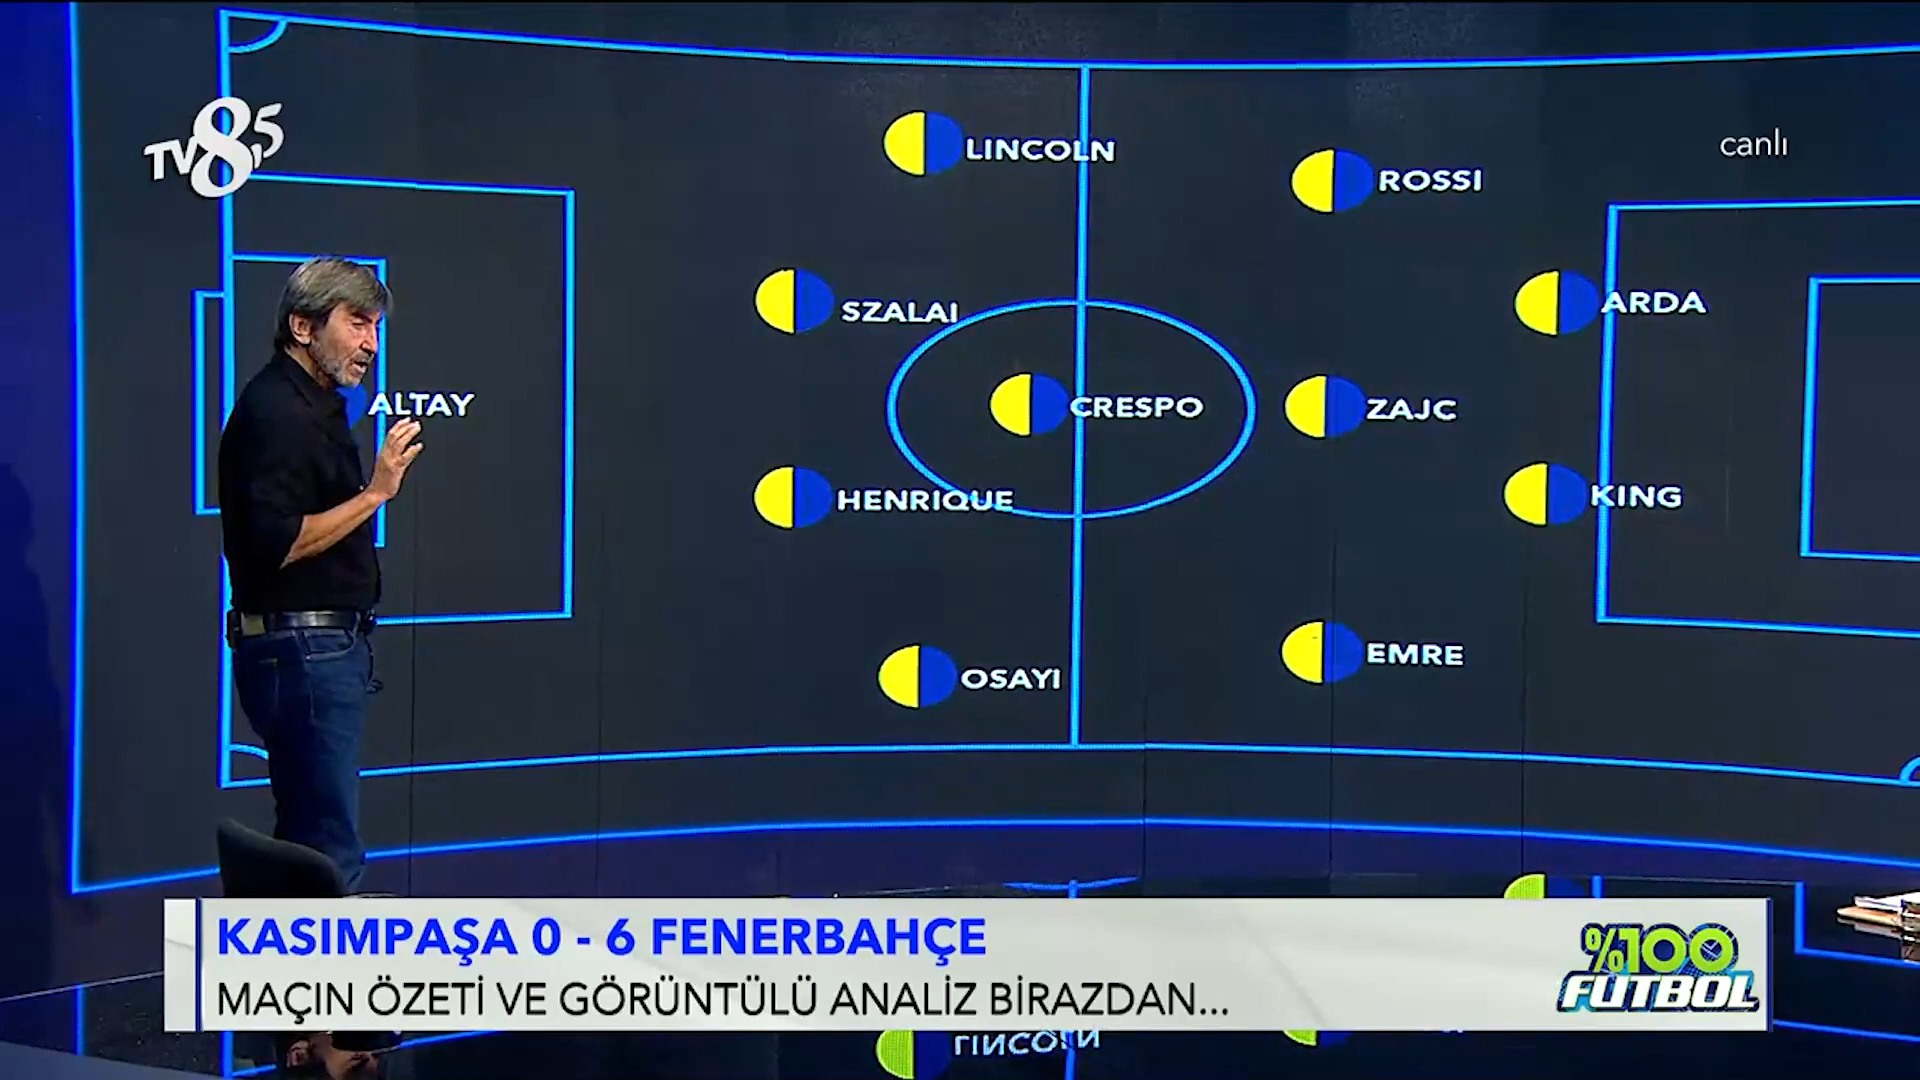 TV8,5
canlı
LINCOLN
ROSSI
SZALAI
ARDA
ALTAY
CRESPO
ZAJC
HENRIQUE
KING
OSAYI
EMRE
KASIMPAŞA 0 - 6 FENERBAHÇE
MAÇIN ÖZETİ VE GÖRÜNTÜLÜ ANALİZ BİRAZDAN...
%100
FUTBOL
LINCOLN